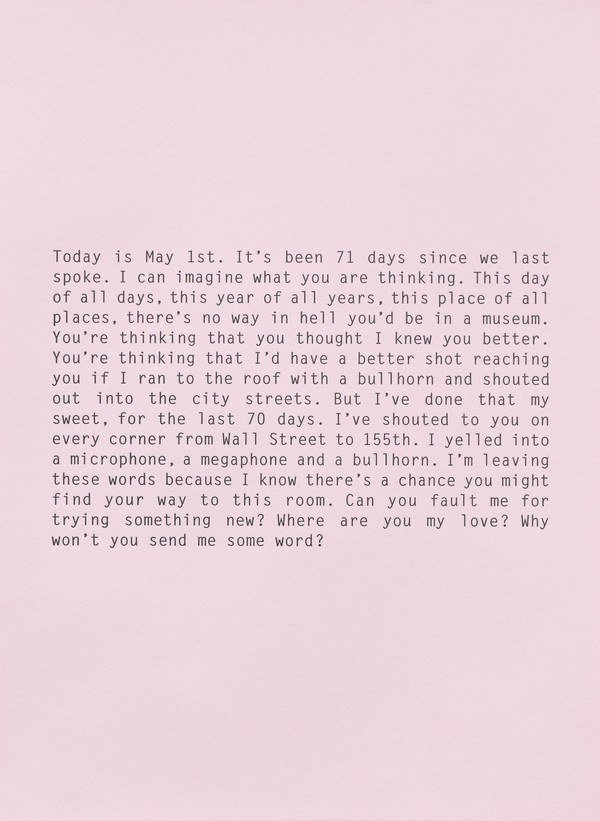 Today is May 1st. It’s been 71 days since we last
spoke. I can imagine what you are thinking. This day
of all days, this year of all years, this place of all
places, there’s no way in hell you’d be in a museum.
You’re thinking that you thought I knew you better.
You’re thinking that I’d have a better shot reaching
you if I ran to the roof with a bullhorn and shouted
out into the city streets. But I’ve done that my
sweet, for the last 70 days. I’ve shouted to you on
every corner from Wall Street to 155th. I yelled into
a microphone, a megaphone and a bullhorn. I’m leaving
these words because I know there’s a chance you might
find your way to this room. Can you fault me for
trying something new? Where are you my love? Why
won’t you send me some word?